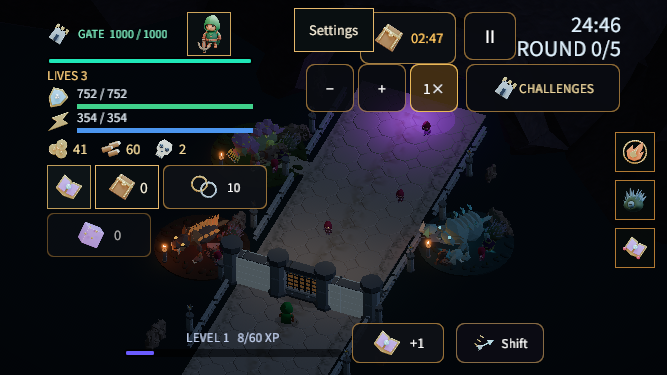 GATE 1000 / 1000
Settings
02:47
24:46
ROUND 0/5
LIVES 3
752 / 752
354 / 354
−
+
1×
CHALLENGES
41
60
2
0
10
0
LEVEL 1 8/60 XP
+1
Shift